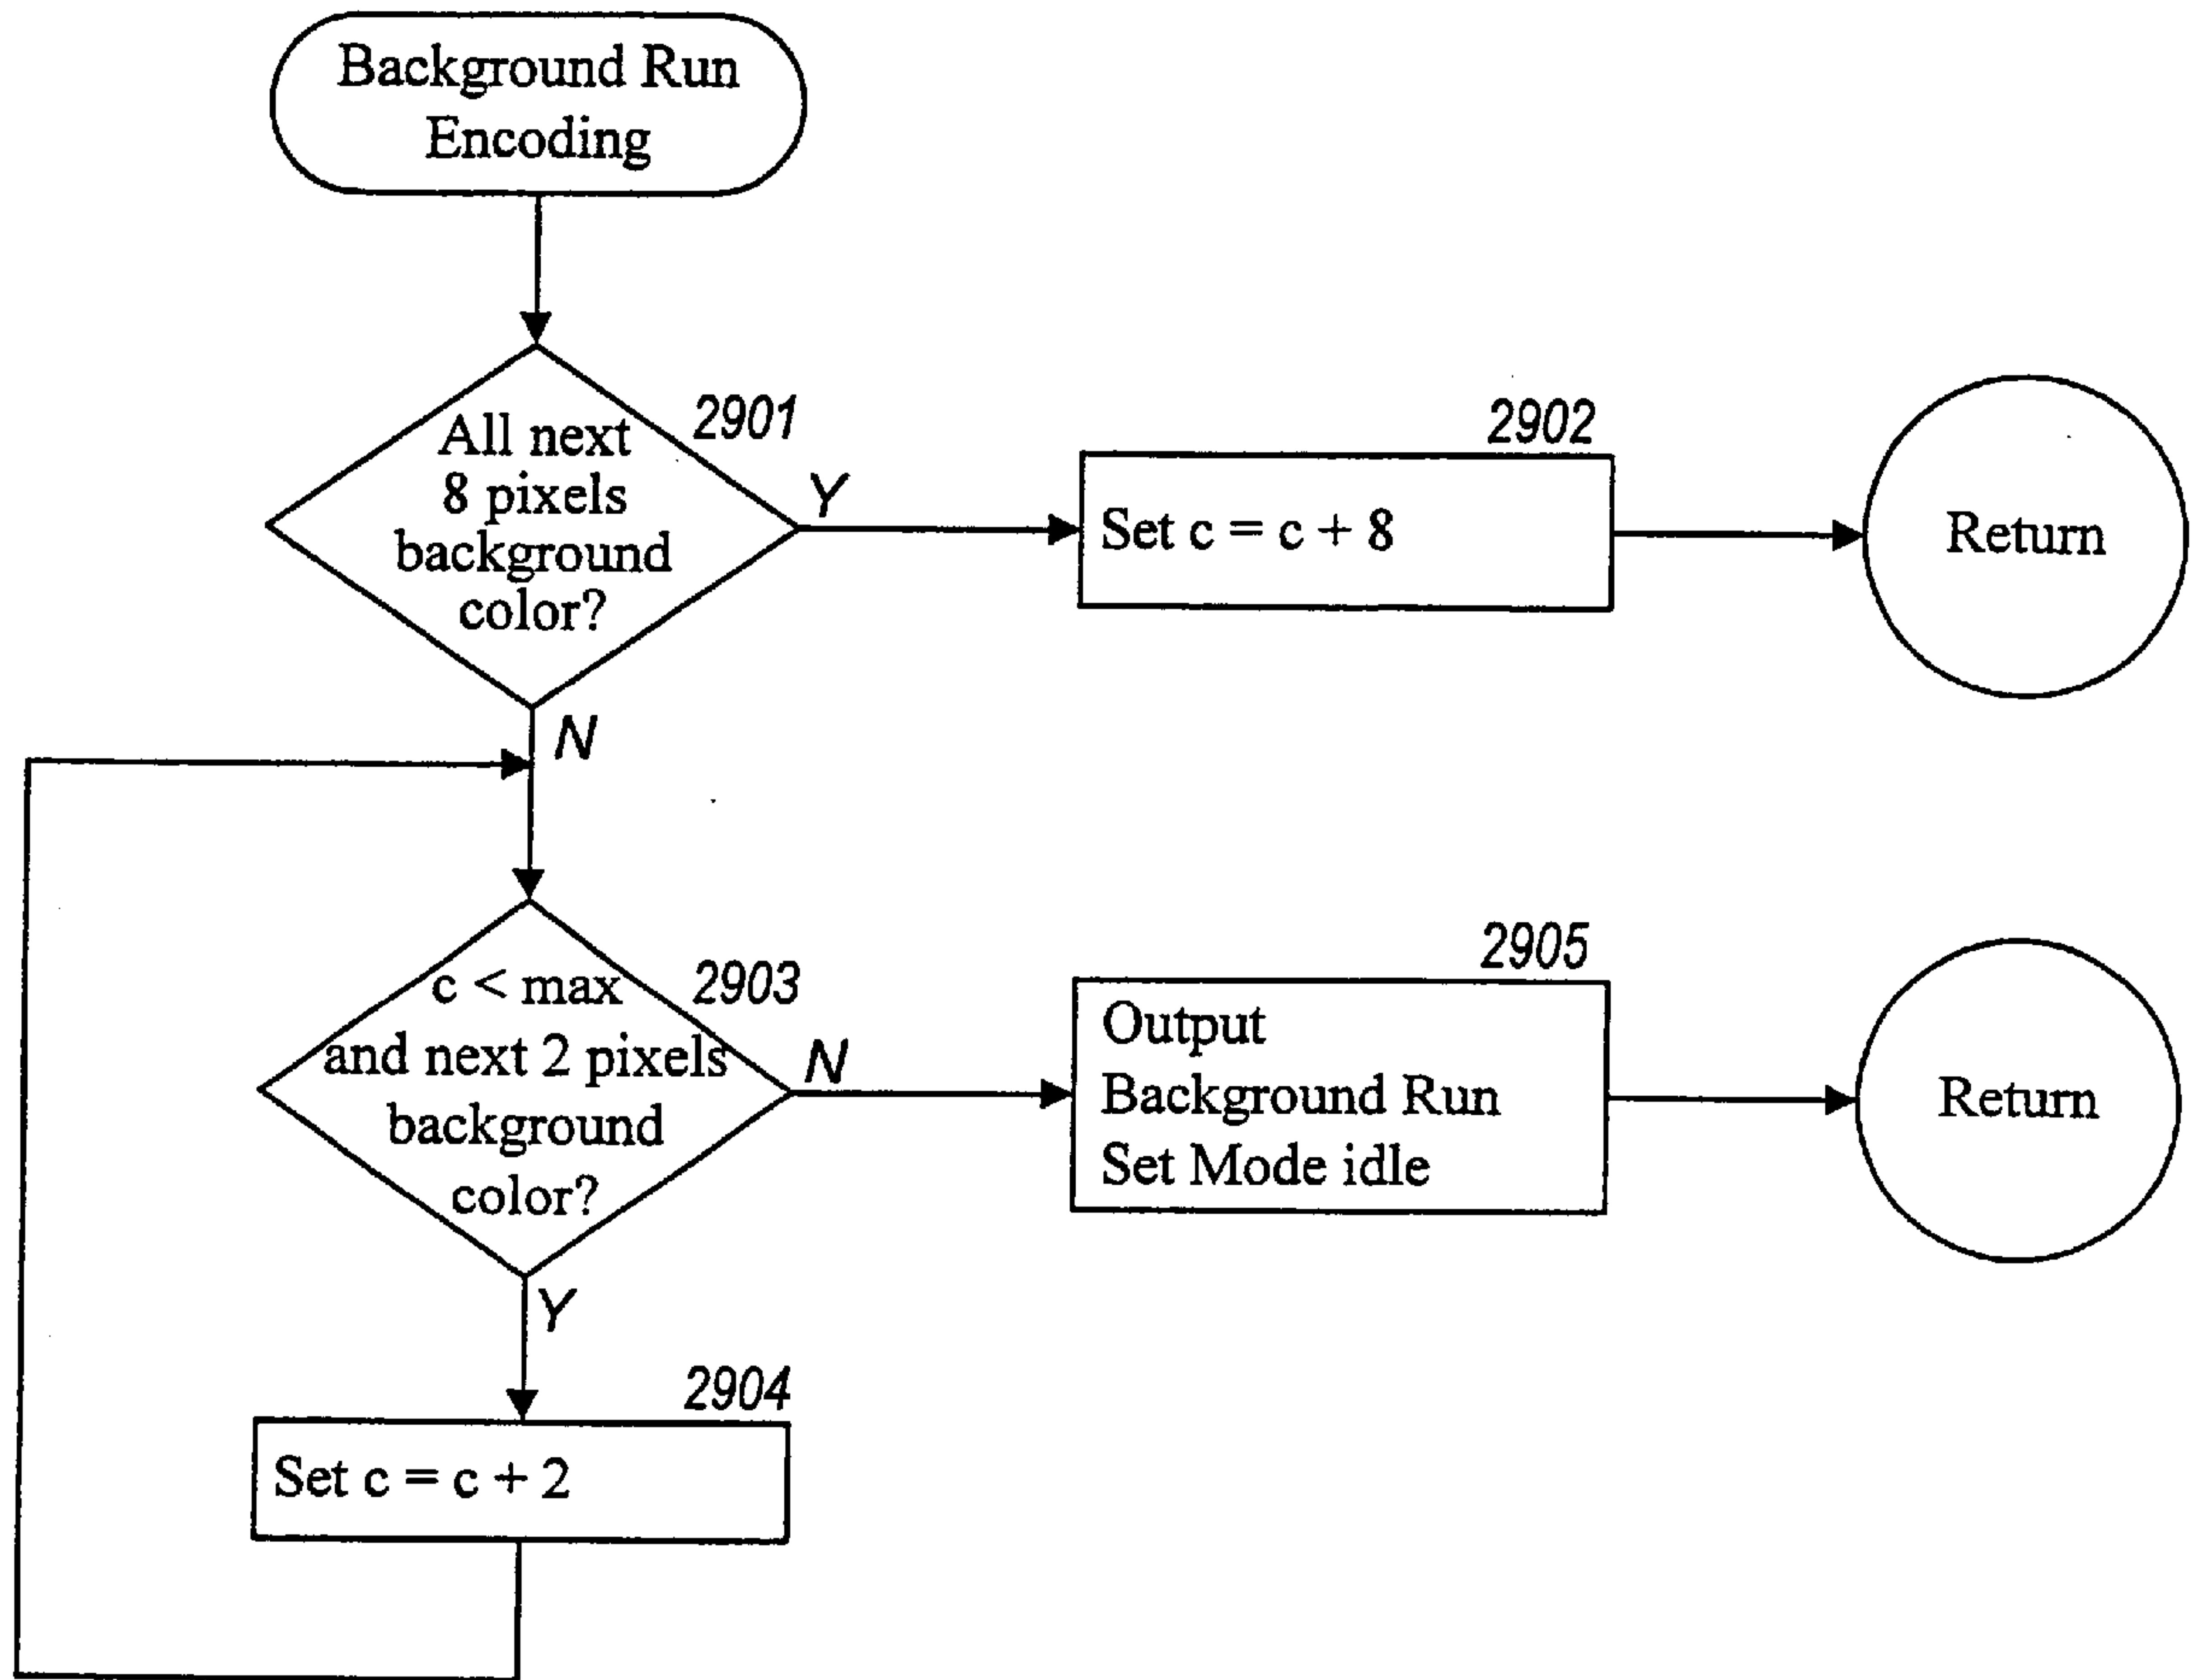 Background Run
Encoding
2901
All next
8 pixels
background
color?
Y
2902
Set c = c + 8
Return
N
2903
c < max
and next 2 pixels
background
color?
N
2905
Output
Background Run
Set Mode idle
Return
Y
2904
Set c = c + 2